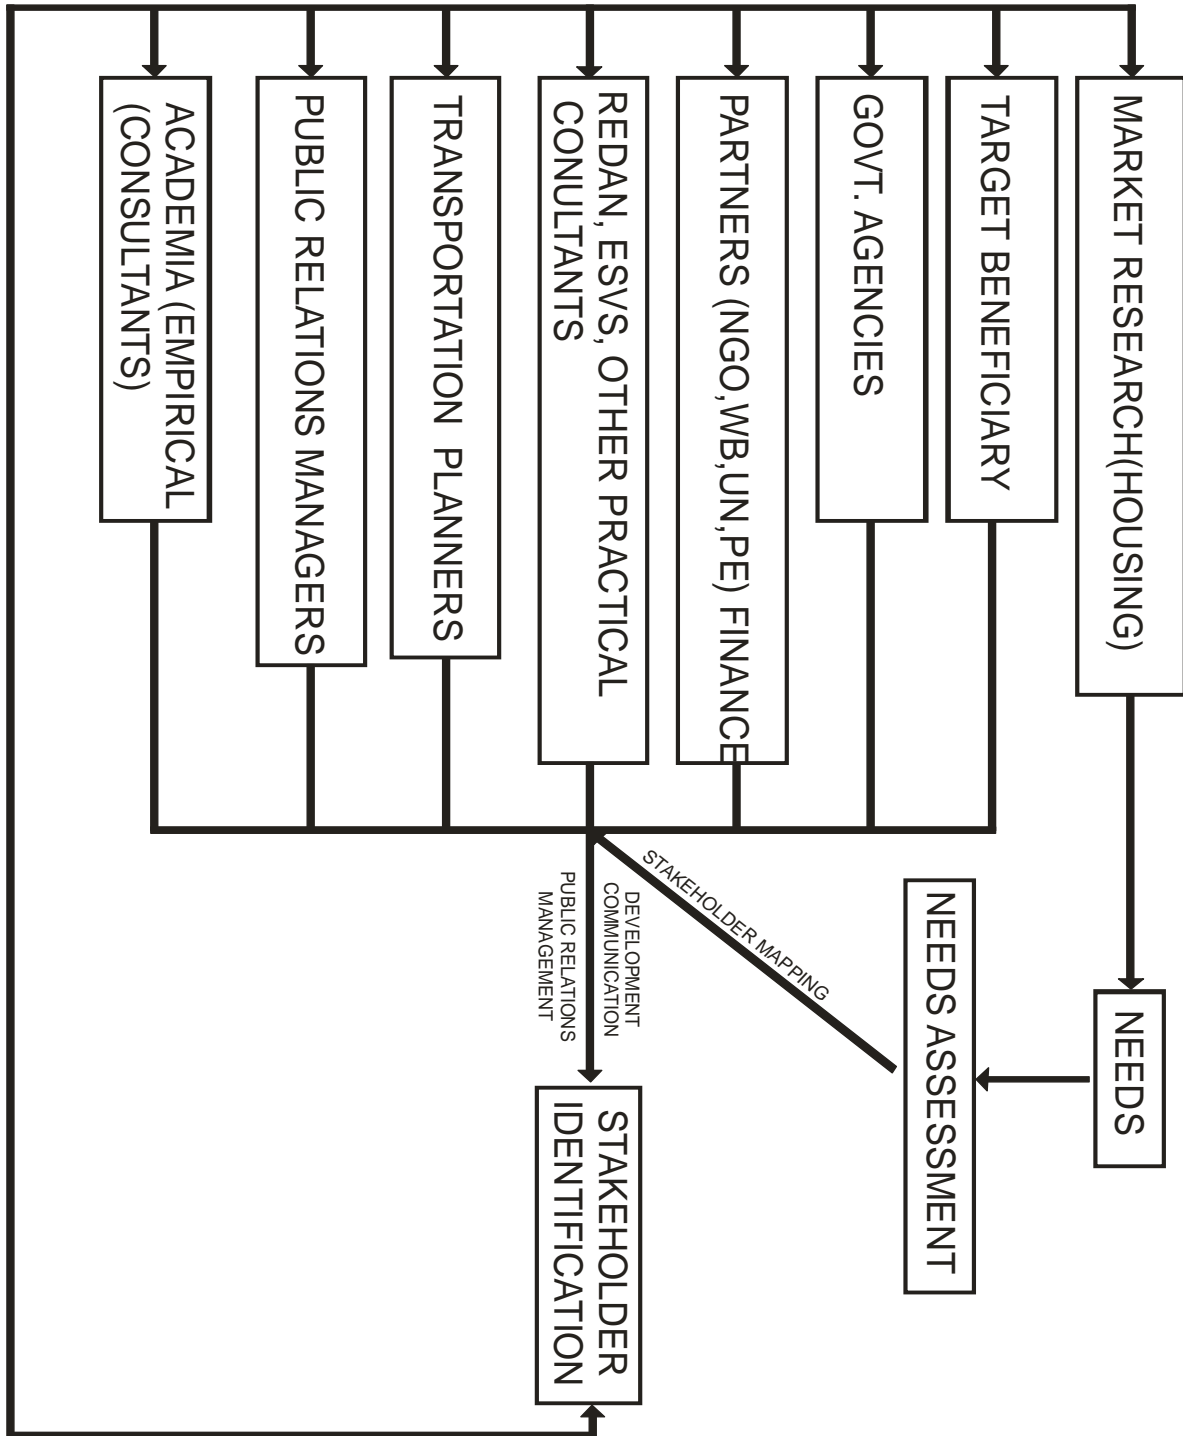 MARKET RESEARCH(HOUSING)
TARGET BENEFICIARY
GOVT. AGENCIES
PARTNERS (NGO,WB,UN,PE) FINANCE
REDAN, ESVS, OTHER PRACTICAL
CONULTANTS
TRANSPORTATION PLANNERS
PUBLIC RELATIONS MANAGERS
ACADEMIA (EMPIRICAL
(CONSULTANTS)
NEEDS
NEEDS ASSESSMENT
STAKEHOLDER MAPPING
DEVELOPMENT
COMMUNICATION
PUBLIC RELATIONS
MANAGEMENT
STAKEHOLDER
IDENTIFICATION